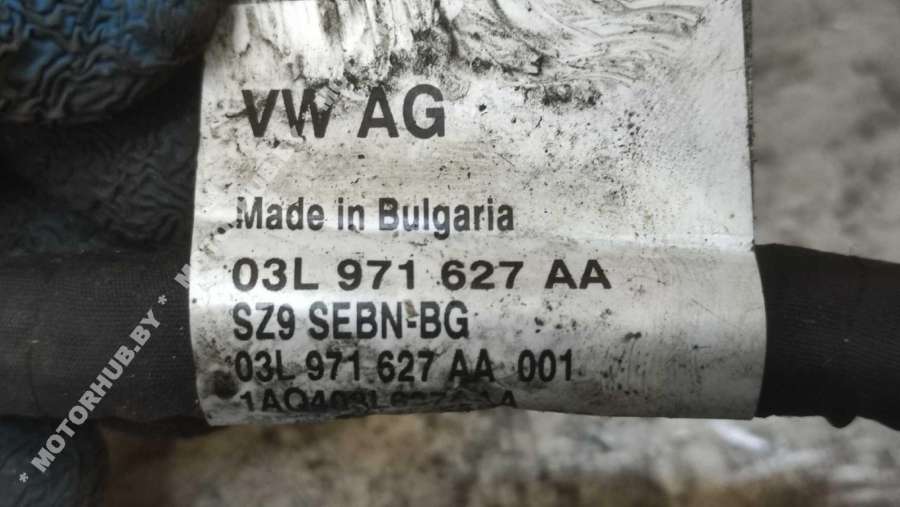 VW AG
Made in Bulgaria
03L 971 627 AA
SZ9 SEBN-BG
03L 971 627 AA 001
* MOTORHUB.BY *